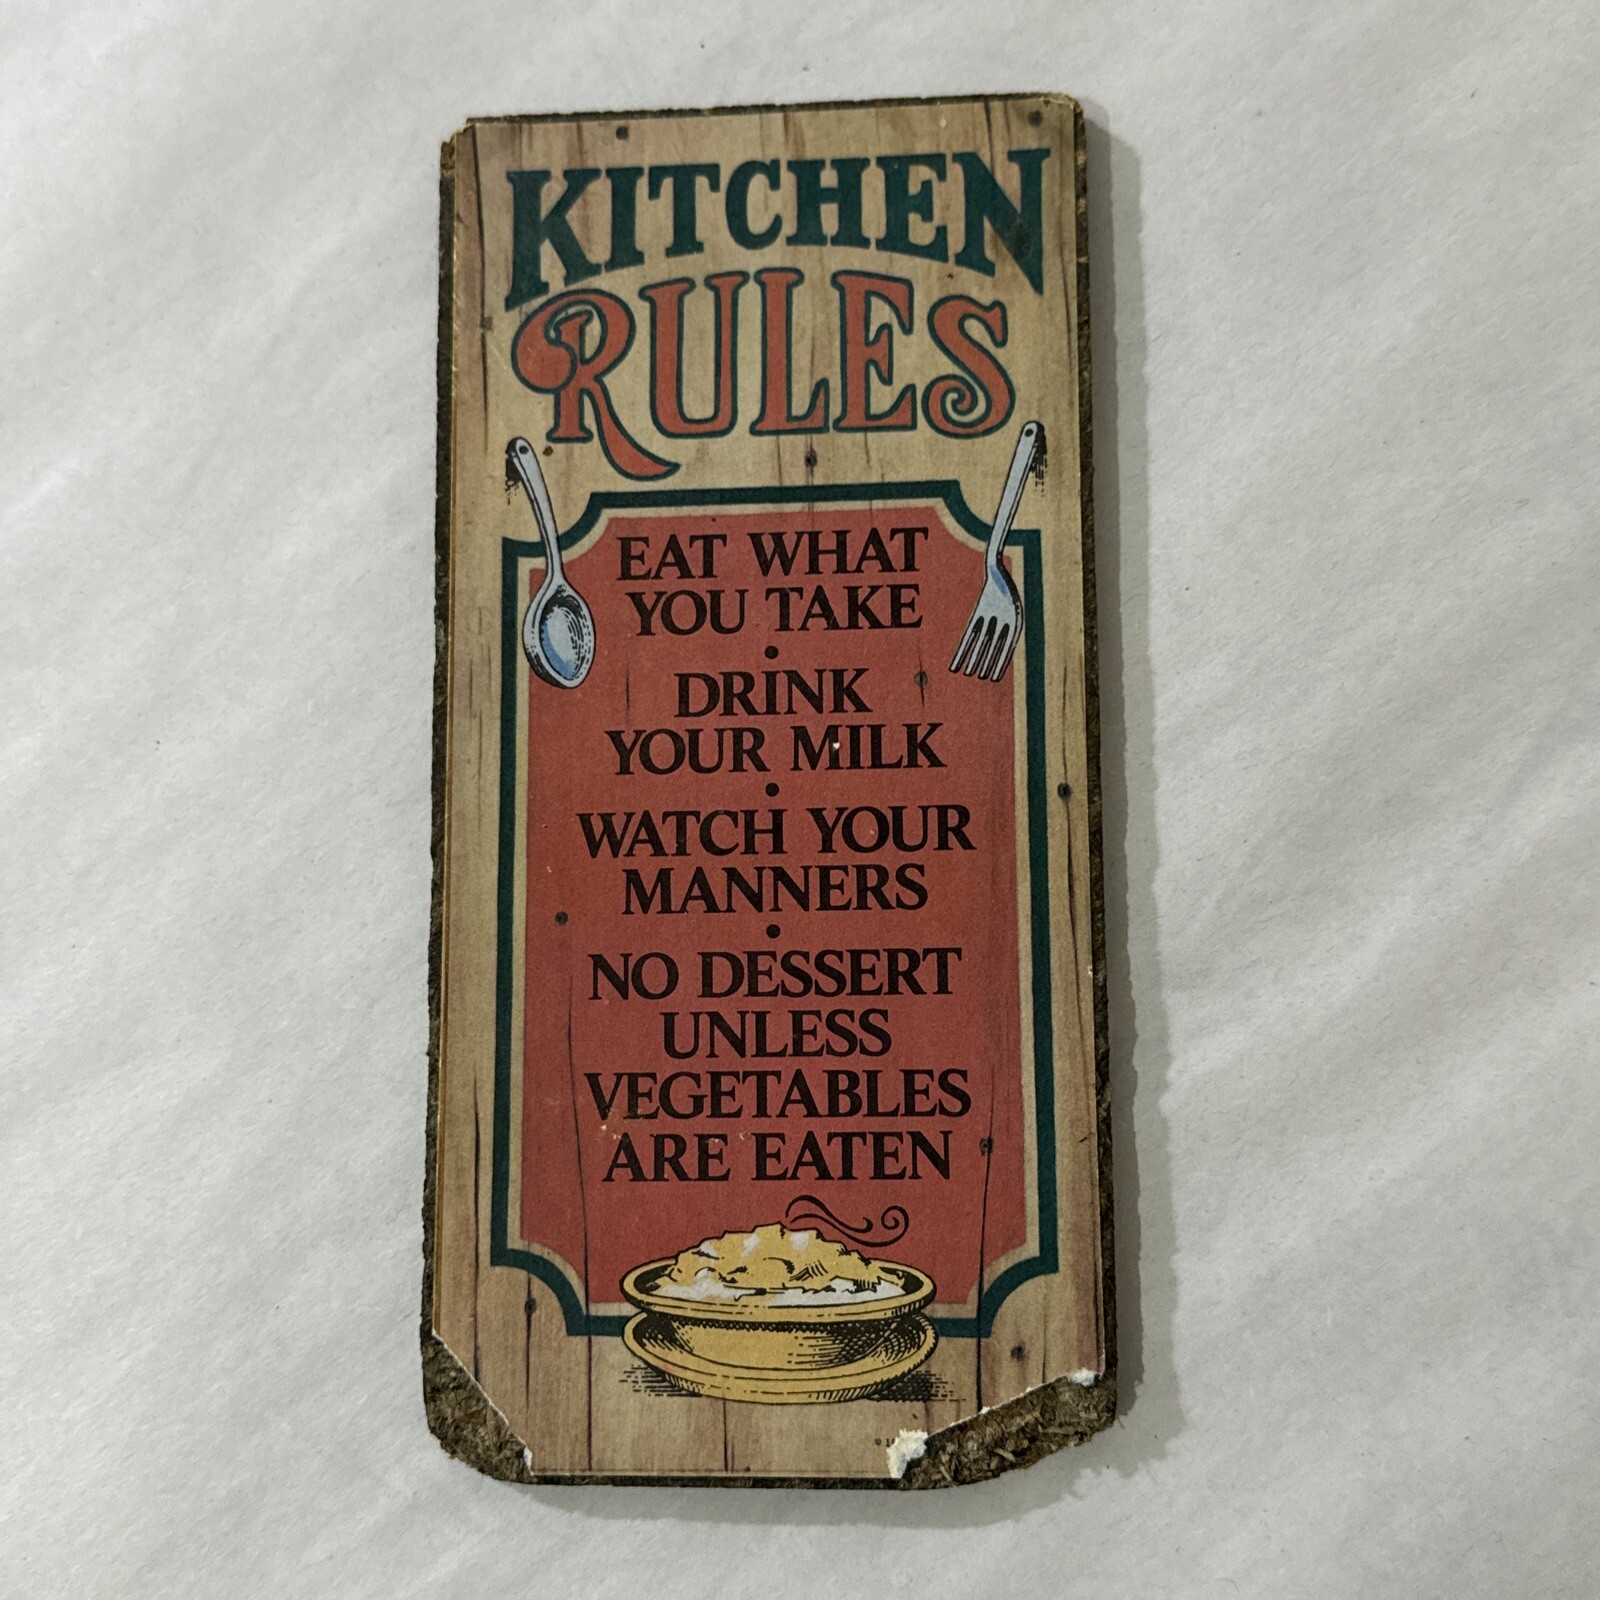 KITCHEN
RULES
EAT WHAT
YOU TAKE
•
DRINK
YOUR MILK
•
WATCH YOUR
MANNERS
•
NO DESSERT
UNLESS
VEGETABLES
ARE EATEN
©